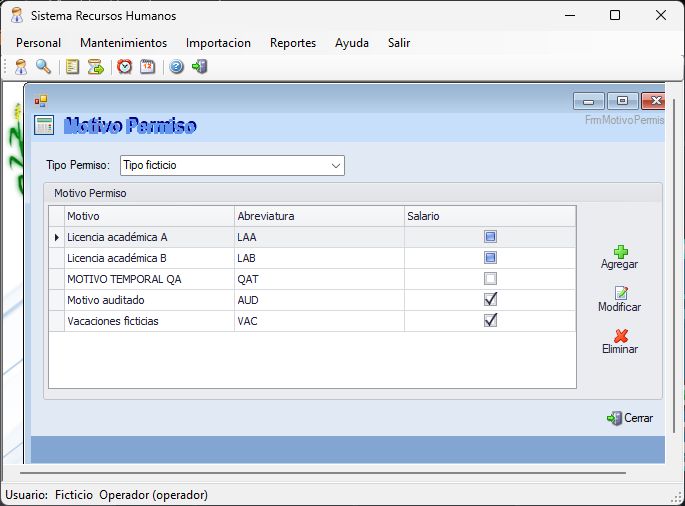 Sistema Recursos Humanos
Personal Mantenimientos Importacion Reportes Ayuda Salir
12
Motivo Permiso
FrmMotivoPermis
Tipo Permiso: Tipo ficticio
Motivo Permiso
Motivo Abreviatura Salario
Licencia académica A LAA
Licencia académica B LAB
MOTIVO TEMPORAL QA QAT
Motivo auditado AUD
Vacaciones ficticias VAC
Agregar
Modificar
Eliminar
Cerrar
Usuario: Ficticio Operador (operador)